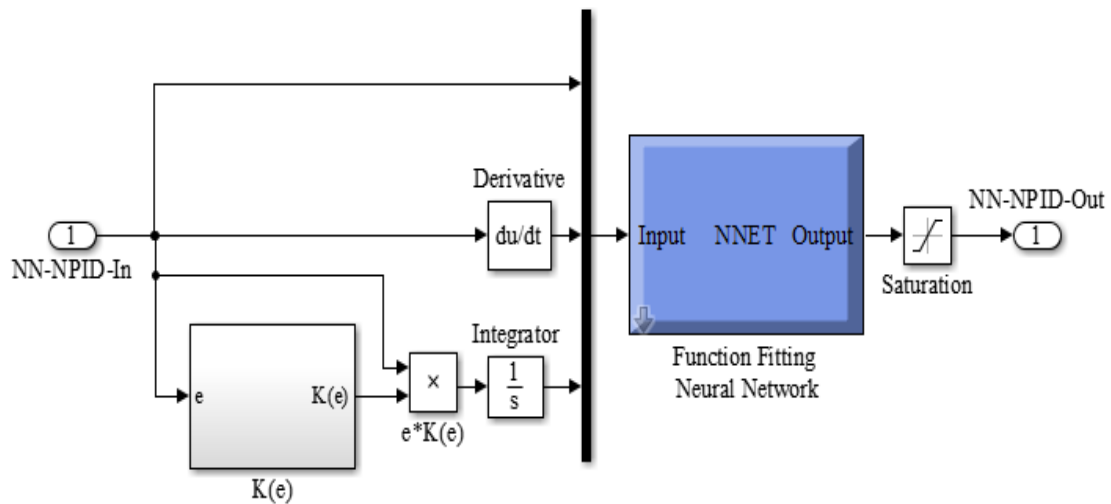 Derivative
du/dt
1
NN-NPID-In
Input NNET Output
NN-NPID-Out
1
Saturation
Integrator
1
s
e K(e)
×
e*K(e)
K(e)
Function Fitting
Neural Network